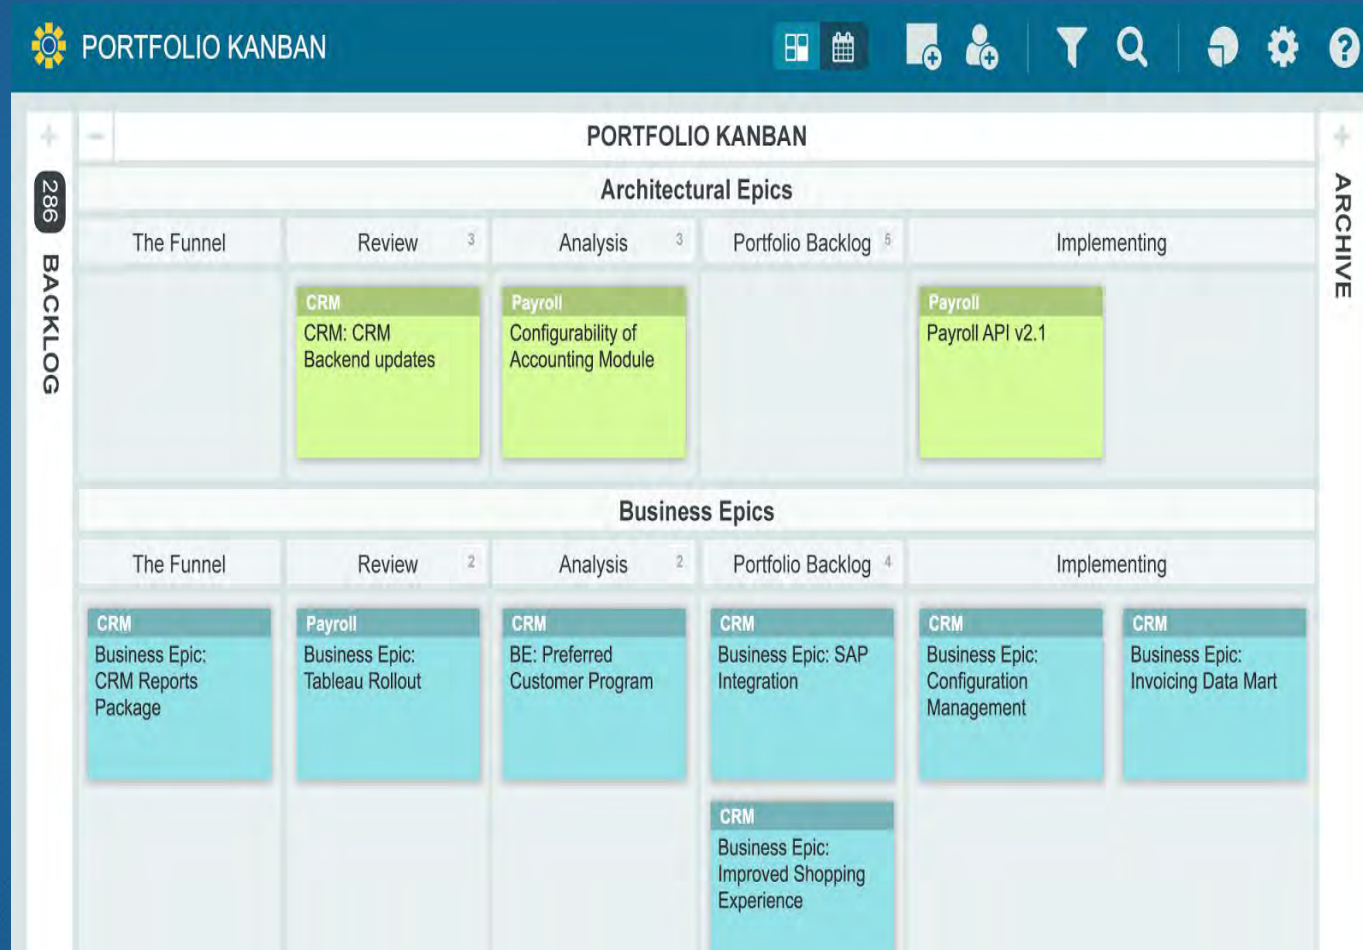 PORTFOLIO KANBAN
PORTFOLIO KANBAN
286 BACKLOG
ARCHIVE
Architectural Epics
The Funnel
Review 3
Analysis 3
Portfolio Backlog 5
Implementing
CRM
CRM: CRM
Backend updates
Payroll
Configurability of
Accounting Module
Payroll
Payroll API v2.1
Business Epics
The Funnel
Review 2
Analysis 2
Portfolio Backlog 4
Implementing
CRM
Business Epic:
CRM Reports
Package
Payroll
Business Epic:
Tableau Rollout
CRM
BE: Preferred
Customer Program
CRM
Business Epic: SAP
Integration
CRM
Business Epic:
Configuration
Management
CRM
Business Epic:
Invoicing Data Mart
CRM
Business Epic:
Improved Shopping
Experience